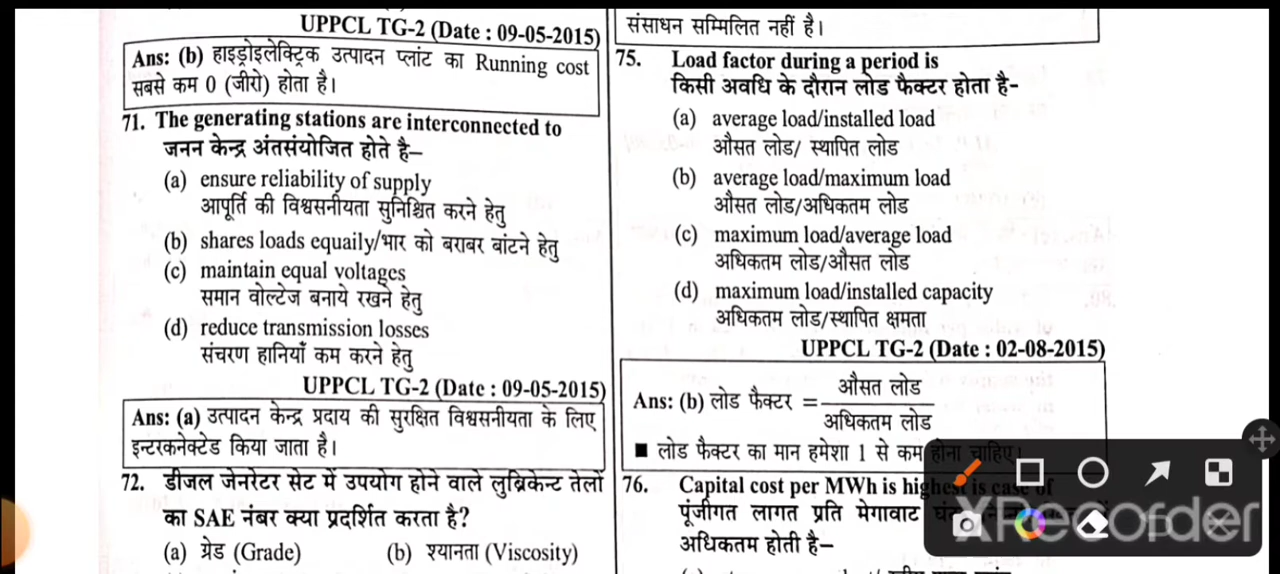 UPPCL TG-2 (Date : 09-05-2015)
Ans: (b) हाइड्रोइलेक्ट्रिक उत्पादन प्लांट का Running cost
सबसे कम 0 (जीरो) होता है।
71. The generating stations are interconnected to
जनन केन्द्र अंतसंयोजित होते है–
(a) ensure reliability of supply
आपूर्ति की विश्वसनीयता सुनिश्चित करने हेतु
(b) shares loads equaily/भार को बराबर बांटने हेतु
(c) maintain equal voltages
समान वोल्टेज बनाये रखने हेतु
(d) reduce transmission losses
संचरण हानियाँ कम करने हेतु
UPPCL TG-2 (Date : 09-05-2015)
Ans: (a) उत्पादन केन्द्र प्रदाय की सुरक्षित विश्वसनीयता के लिए
इन्टरकनेक्टेड किया जाता है।
72. डीजल जेनरेटर सेट में उपयोग होने वाले लुब्रिकेन्ट तेलों
का SAE नंबर क्या प्रदर्शित करता है?
(a) ग्रेड (Grade) (b) श्यानता (Viscosity)
संसाधन सम्मिलित नहीं है।
75. Load factor during a period is
किसी अवधि के दौरान लोड फैक्टर होता है-
(a) average load/installed load
औसत लोड/ स्थापित लोड
(b) average load/maximum load
औसत लोड/अधिकतम लोड
(c) maximum load/average load
अधिकतम लोड/औसत लोड
(d) maximum load/installed capacity
अधिकतम लोड/स्थापित क्षमता
UPPCL TG-2 (Date : 02-08-2015)
औसत लोड
Ans: (b) लोड फैक्टर =
अधिकतम लोड
■ लोड फैक्टर का मान हमेशा 1 से कम होना चाहिए।
76. Capital cost per MWh is highest is case of
पूंजीगत लागत प्रति मेगावाट
अधिकतम होती है–
XRecorder